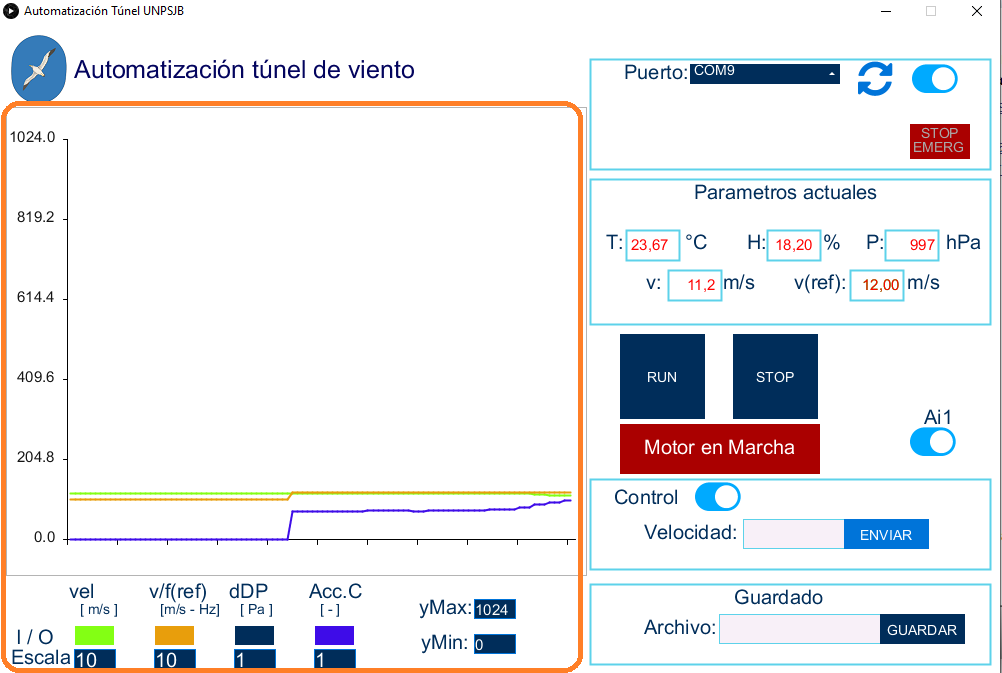 Automatización Túnel UNPSJB
Automatización túnel de viento
1024.0
819.2
614.4
409.6
204.8
0.0
vel v/f(ref) dDP Acc.C
[ m/s ] [m/s - Hz] [ Pa ] [ - ]
I / O
Escala 10 10 1 1
yMax: 1024
yMin: 0
Puerto: COM9
STOP
EMERG
Parametros actuales
T: 23,67 °C H: 18,20 % P: 997 hPa
v: 11,2 m/s v(ref): 12,00 m/s
RUN STOP
Motor en Marcha
Ai1
Control
Velocidad: ENVIAR
Guardado
Archivo: GUARDAR